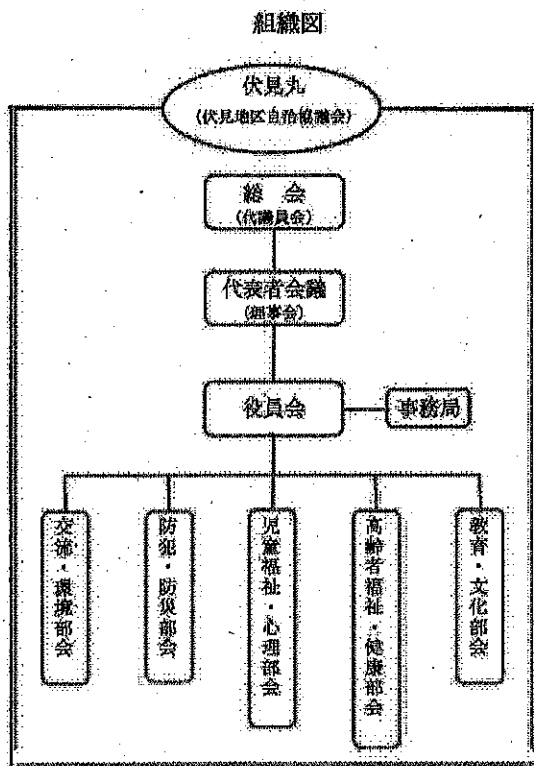 組織図
伏見丸
(伏見地区自治協議会)
総　会
(代議員会)
代表者会議
(理事会)
役員会
事務局
交流・環境部会
防犯・防災部会
児童福祉・心理部会
高齢者福祉・健康部会
教育・文化部会